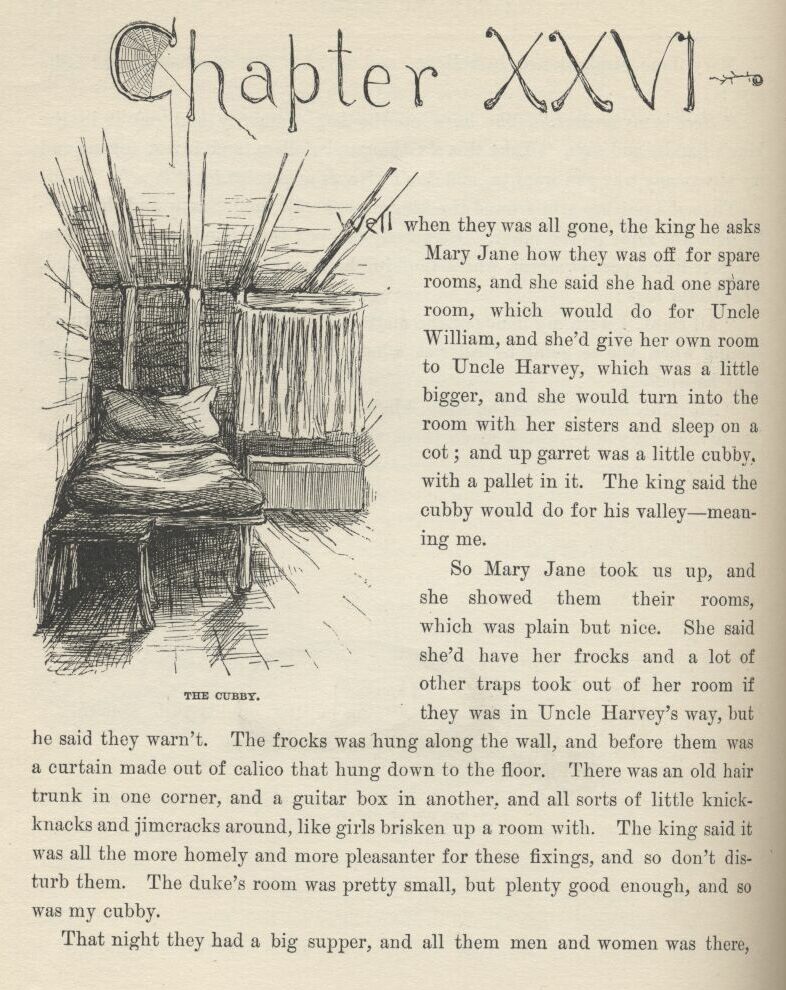 Chapter XXVI
Well when they was all gone, the king he asks
Mary Jane how they was off for spare
rooms, and she said she had one spare
room, which would do for Uncle
William, and she'd give her own room
to Uncle Harvey, which was a little
bigger, and she would turn into the
room with her sisters and sleep on a
cot; and up garret was a little cubby,
with a pallet in it. The king said the
cubby would do for his valley—mean-
ing me.
So Mary Jane took us up, and
she showed them their rooms,
which was plain but nice. She said
she'd have her frocks and a lot of
other traps took out of her room if
they was in Uncle Harvey's way, but
THE CUBBY.
he said they warn't. The frocks was hung along the wall, and before them was
a curtain made out of calico that hung down to the floor. There was an old hair
trunk in one corner, and a guitar box in another, and all sorts of little knick-
knacks and jimcracks around, like girls brisken up a room with. The king said it
was all the more homely and more pleasanter for these fixings, and so don't dis-
turb them. The duke's room was pretty small, but plenty good enough, and so
was my cubby.
That night they had a big supper, and all them men and women was there,